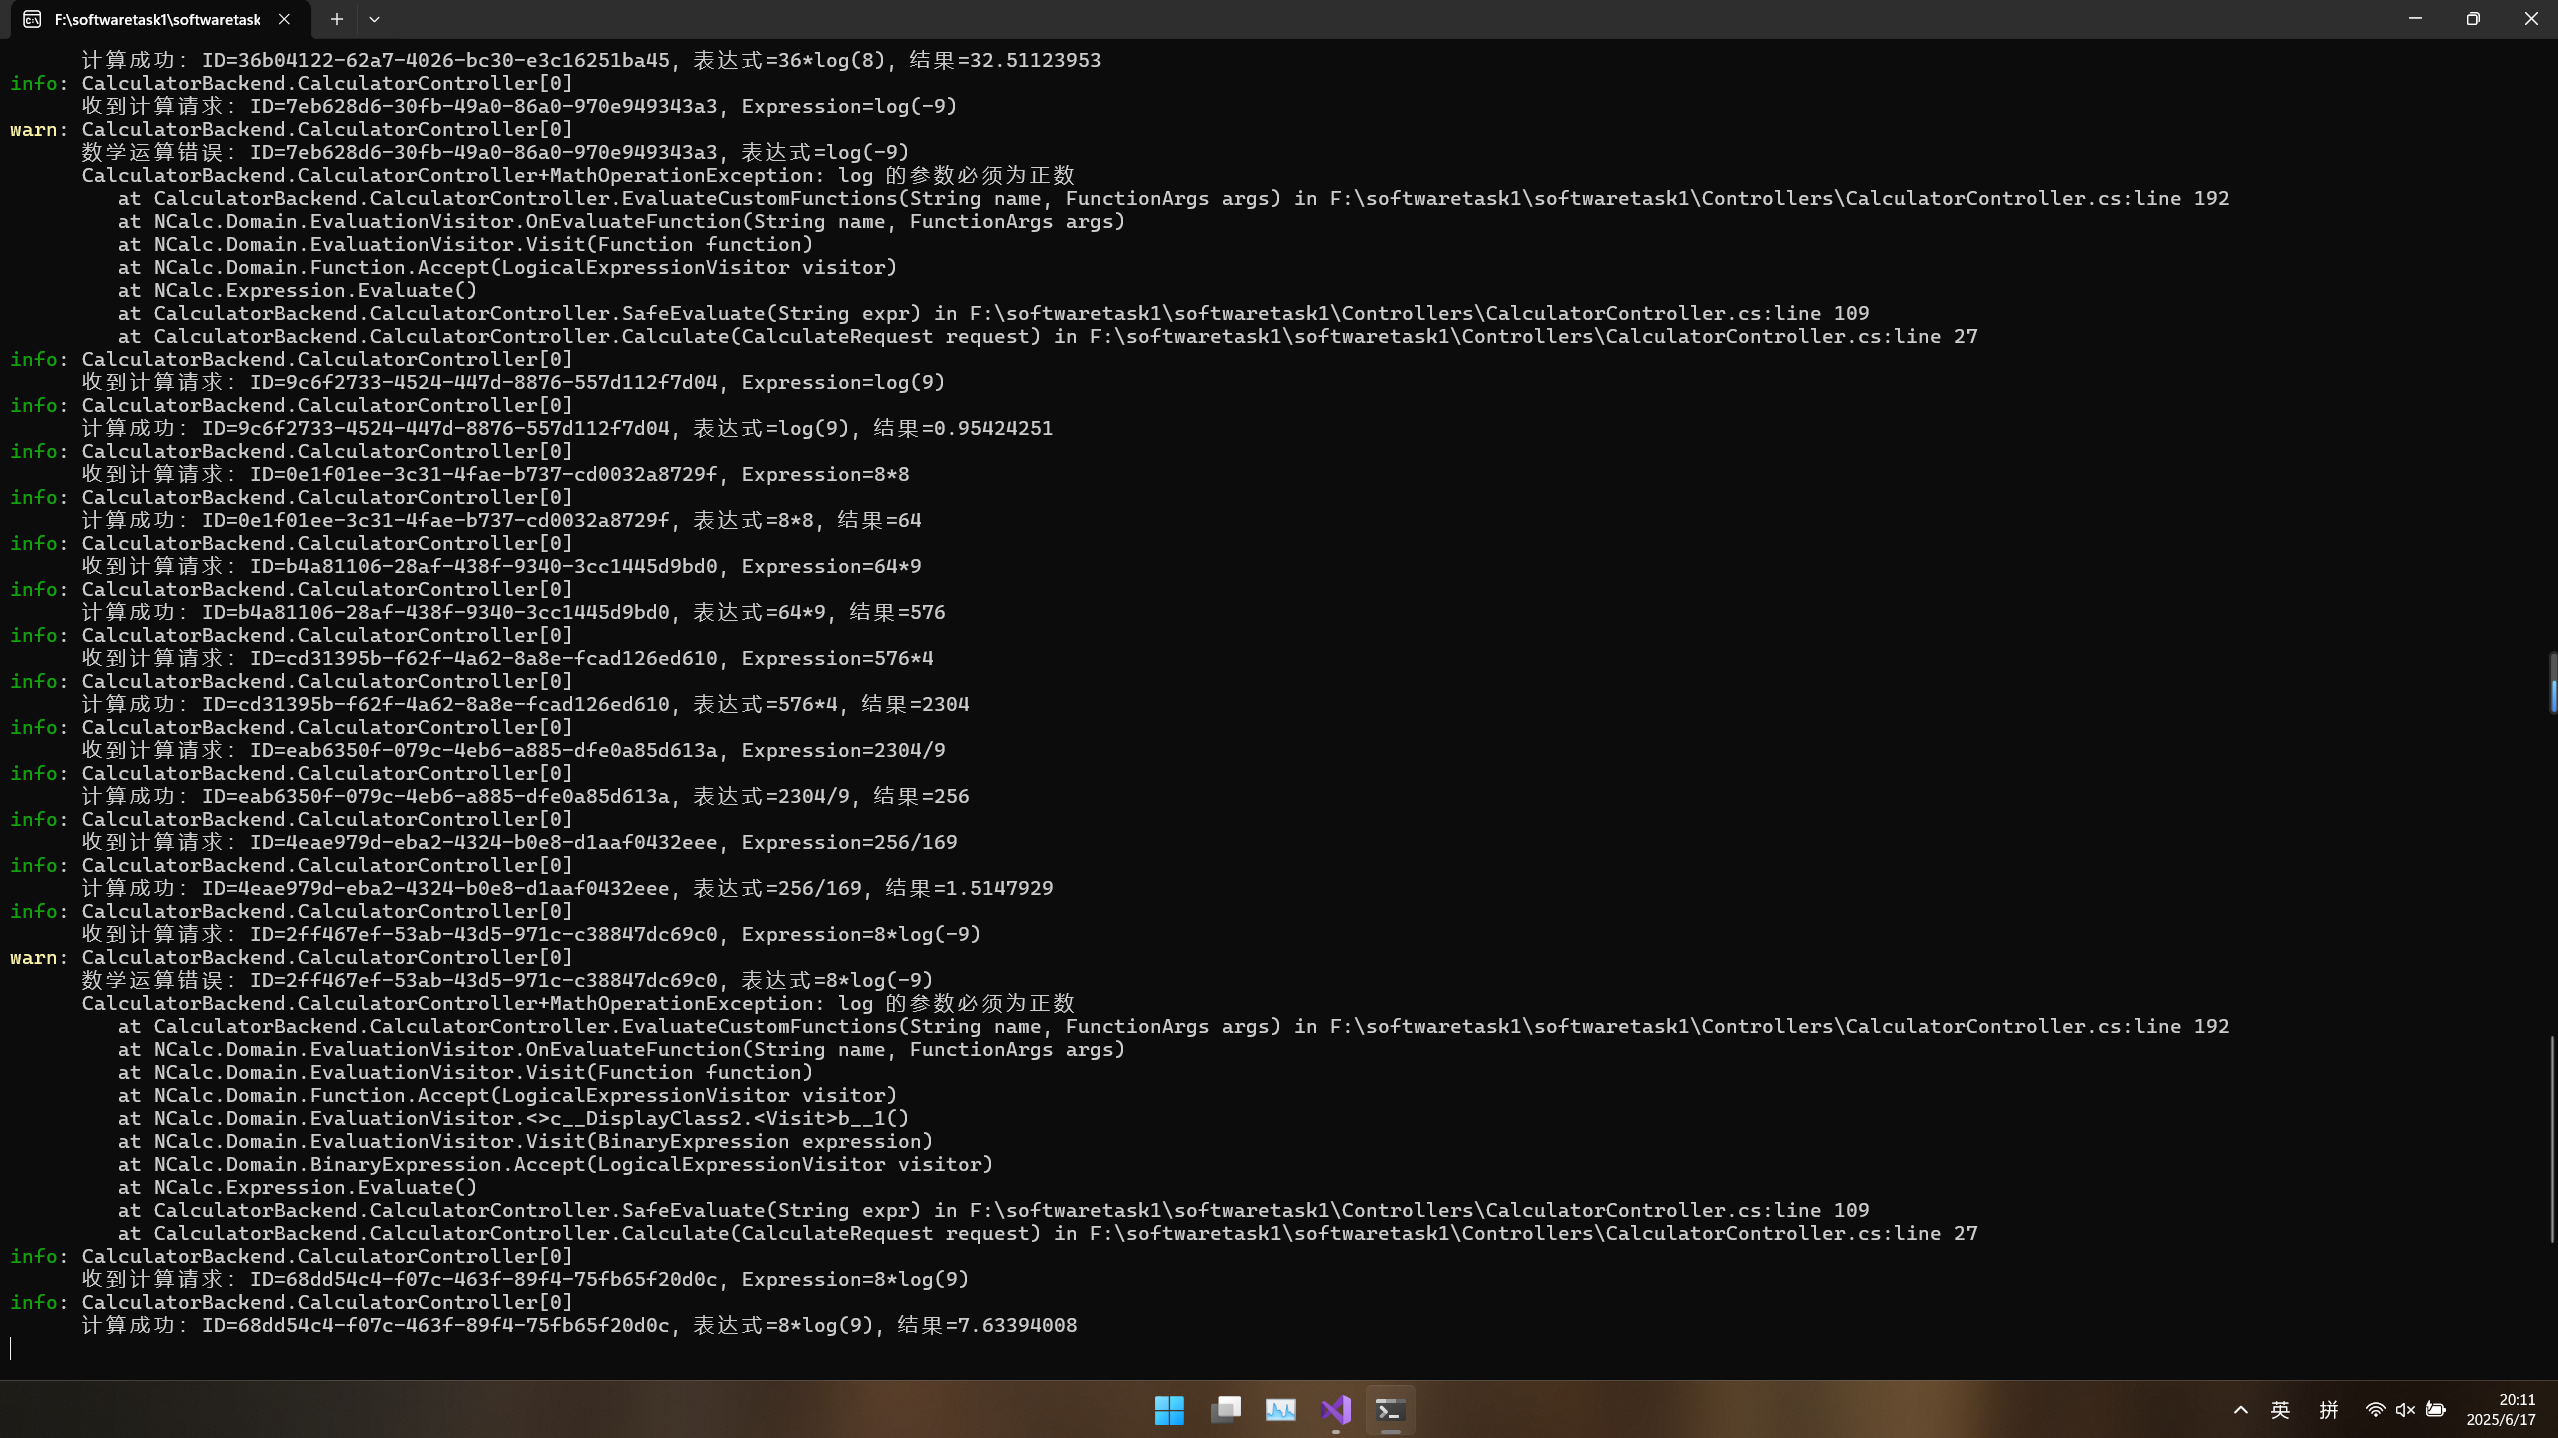 F:\softwaretask1\softwaretask
计算成功: ID=36b04122-62a7-4026-bc30-e3c16251ba45, 表达式=36*log(8), 结果=32.51123953
info: CalculatorBackend.CalculatorController[0]
收到计算请求: ID=7eb628d6-30fb-49a0-86a0-970e949343a3, Expression=log(-9)
warn: CalculatorBackend.CalculatorController[0]
数学运算错误: ID=7eb628d6-30fb-49a0-86a0-970e949343a3, 表达式=log(-9)
CalculatorBackend.CalculatorController+MathOperationException: log 的参数必须为正数
at CalculatorBackend.CalculatorController.EvaluateCustomFunctions(String name, FunctionArgs args) in F:\softwaretask1\softwaretask1\Controllers\CalculatorController.cs:line 192
at NCalc.Domain.EvaluationVisitor.OnEvaluateFunction(String name, FunctionArgs args)
at NCalc.Domain.EvaluationVisitor.Visit(Function function)
at NCalc.Domain.Function.Accept(LogicalExpressionVisitor visitor)
at NCalc.Expression.Evaluate()
at CalculatorBackend.CalculatorController.SafeEvaluate(String expr) in F:\softwaretask1\softwaretask1\Controllers\CalculatorController.cs:line 109
at CalculatorBackend.CalculatorController.Calculate(CalculateRequest request) in F:\softwaretask1\softwaretask1\Controllers\CalculatorController.cs:line 27
info: CalculatorBackend.CalculatorController[0]
收到计算请求: ID=9c6f2733-4524-447d-8876-557d112f7d04, Expression=log(9)
info: CalculatorBackend.CalculatorController[0]
计算成功: ID=9c6f2733-4524-447d-8876-557d112f7d04, 表达式=log(9), 结果=0.95424251
info: CalculatorBackend.CalculatorController[0]
收到计算请求: ID=0e1f01ee-3c31-4fae-b737-cd0032a8729f, Expression=8*8
info: CalculatorBackend.CalculatorController[0]
计算成功: ID=0e1f01ee-3c31-4fae-b737-cd0032a8729f, 表达式=8*8, 结果=64
info: CalculatorBackend.CalculatorController[0]
收到计算请求: ID=b4a81106-28af-438f-9340-3cc1445d9bd0, Expression=64*9
info: CalculatorBackend.CalculatorController[0]
计算成功: ID=b4a81106-28af-438f-9340-3cc1445d9bd0, 表达式=64*9, 结果=576
info: CalculatorBackend.CalculatorController[0]
收到计算请求: ID=cd31395b-f62f-4a62-8a8e-fcad126ed610, Expression=576*4
info: CalculatorBackend.CalculatorController[0]
计算成功: ID=cd31395b-f62f-4a62-8a8e-fcad126ed610, 表达式=576*4, 结果=2304
info: CalculatorBackend.CalculatorController[0]
收到计算请求: ID=eab6350f-079c-4eb6-a885-dfe0a85d613a, Expression=2304/9
info: CalculatorBackend.CalculatorController[0]
计算成功: ID=eab6350f-079c-4eb6-a885-dfe0a85d613a, 表达式=2304/9, 结果=256
info: CalculatorBackend.CalculatorController[0]
收到计算请求: ID=4eae979d-eba2-4324-b0e8-d1aaf0432eee, Expression=256/169
info: CalculatorBackend.CalculatorController[0]
计算成功: ID=4eae979d-eba2-4324-b0e8-d1aaf0432eee, 表达式=256/169, 结果=1.5147929
info: CalculatorBackend.CalculatorController[0]
收到计算请求: ID=2ff467ef-53ab-43d5-971c-c38847dc69c0, Expression=8*log(-9)
warn: CalculatorBackend.CalculatorController[0]
数学运算错误: ID=2ff467ef-53ab-43d5-971c-c38847dc69c0, 表达式=8*log(-9)
CalculatorBackend.CalculatorController+MathOperationException: log 的参数必须为正数
at CalculatorBackend.CalculatorController.EvaluateCustomFunctions(String name, FunctionArgs args) in F:\softwaretask1\softwaretask1\Controllers\CalculatorController.cs:line 192
at NCalc.Domain.EvaluationVisitor.OnEvaluateFunction(String name, FunctionArgs args)
at NCalc.Domain.EvaluationVisitor.Visit(Function function)
at NCalc.Domain.Function.Accept(LogicalExpressionVisitor visitor)
at NCalc.Domain.EvaluationVisitor.<>c__DisplayClass2.<Visit>b__1()
at NCalc.Domain.EvaluationVisitor.Visit(BinaryExpression expression)
at NCalc.Domain.BinaryExpression.Accept(LogicalExpressionVisitor visitor)
at NCalc.Expression.Evaluate()
at CalculatorBackend.CalculatorController.SafeEvaluate(String expr) in F:\softwaretask1\softwaretask1\Controllers\CalculatorController.cs:line 109
at CalculatorBackend.CalculatorController.Calculate(CalculateRequest request) in F:\softwaretask1\softwaretask1\Controllers\CalculatorController.cs:line 27
info: CalculatorBackend.CalculatorController[0]
收到计算请求: ID=68dd54c4-f07c-463f-89f4-75fb65f20d0c, Expression=8*log(9)
info: CalculatorBackend.CalculatorController[0]
计算成功: ID=68dd54c4-f07c-463f-89f4-75fb65f20d0c, 表达式=8*log(9), 结果=7.63394008
英 拼 20:11
2025/6/17